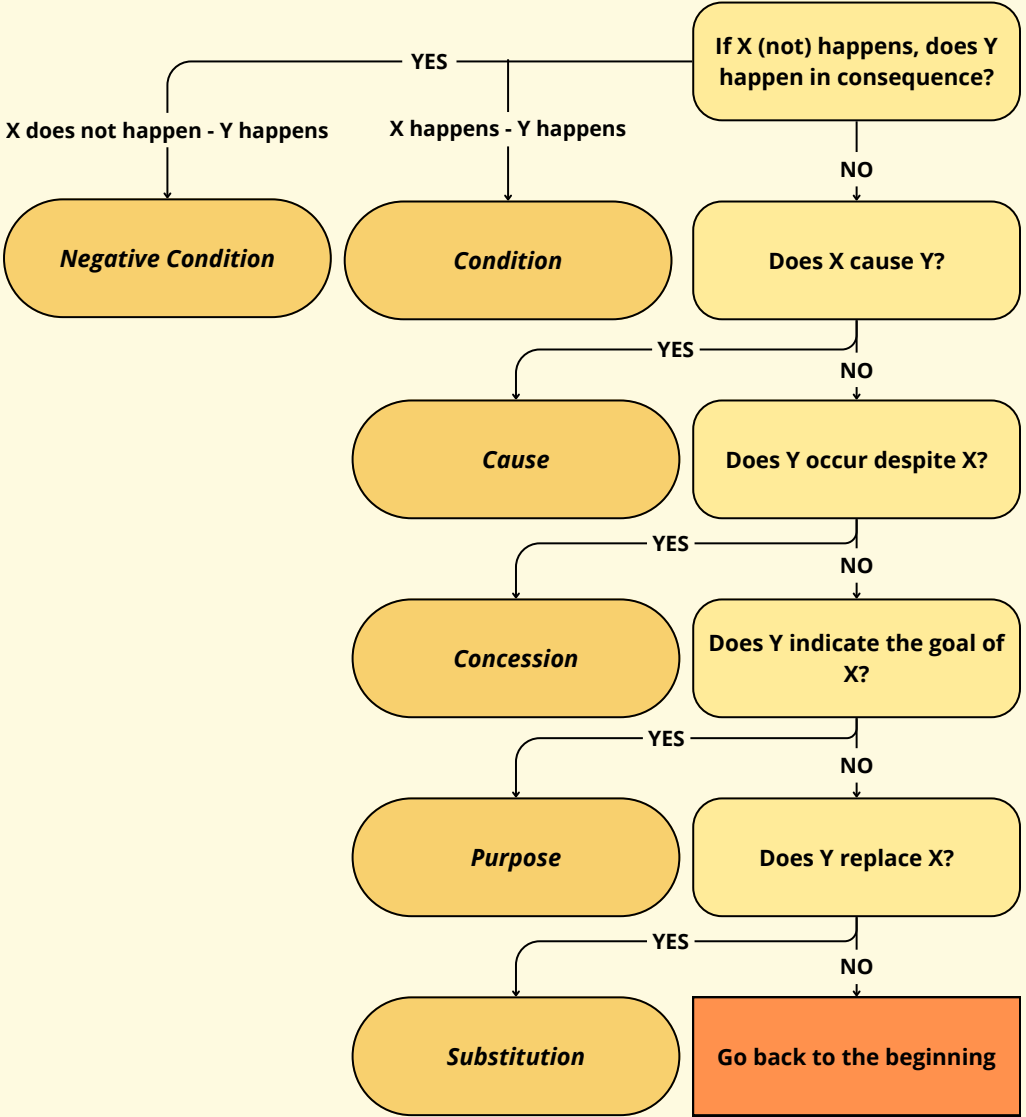 If X (not) happens, does Y
happen in consequence?
YES
X does not happen - Y happens
X happens - Y happens
NO
Negative Condition
Condition
Does X cause Y?
YES
NO
Cause
Does Y occur despite X?
YES
NO
Concession
Does Y indicate the goal of
X?
YES
NO
Purpose
Does Y replace X?
YES
NO
Substitution
Go back to the beginning